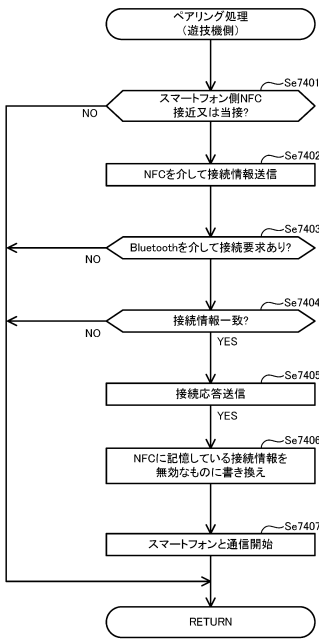 ペアリング処理
(遊技機側)
Se7401
スマートフォン側NFC
接近又は当接?
NO
Se7402
NFCを介して接続情報送信
Se7403
Bluetoothを介して接続要求あり?
NO
Se7404
接続情報一致?
NO
YES
Se7405
接続応答送信
YES
Se7406
NFCに記憶している接続情報を
無効なものに書き換え
Se7407
スマートフォンと通信開始
RETURN